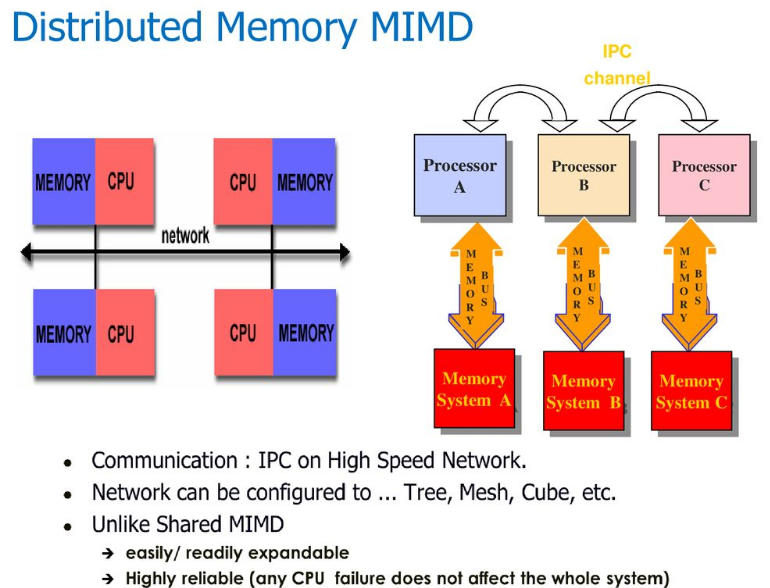 Distributed Memory MIMD
IPC
channel
MEMORY CPU
CPU MEMORY
network
MEMORY CPU
CPU MEMORY
Processor
A
Processor
B
Processor
C
MEMORY BUS
MEMORY BUS
MEMORY BUS
Memory
System A
Memory
System B
Memory
System C
• Communication : IPC on High Speed Network.
• Network can be configured to ... Tree, Mesh, Cube, etc.
• Unlike Shared MIMD
→ easily/ readily expandable
→ Highly reliable (any CPU failure does not affect the whole system)